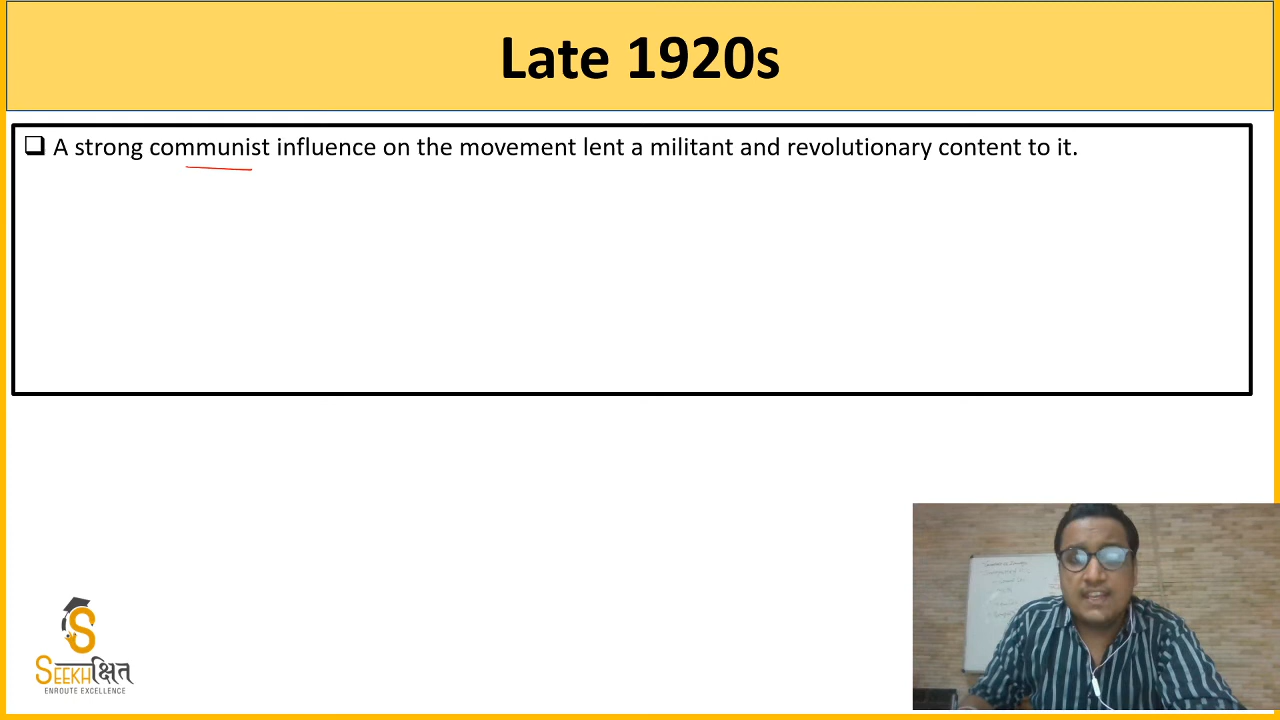 Late 1920s
❑ A strong communist influence on the movement lent a militant and revolutionary content to it.
SEEKHक्षित
ENROUTE EXCELLENCE